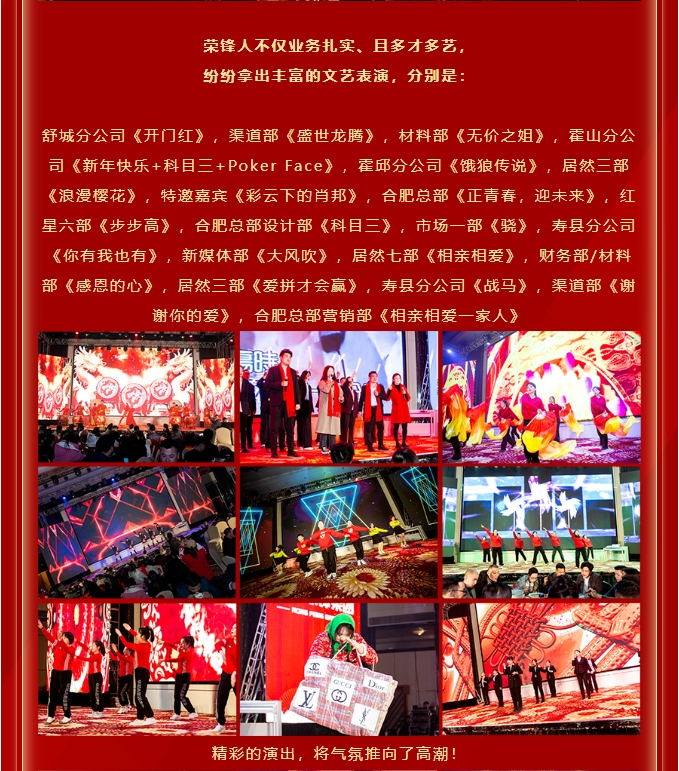 荣锋人不仅业务扎实、且多才多艺，
纷纷拿出丰富的文艺表演，分别是：
舒城分公司《开门红》，渠道部《盛世龙腾》，材料部《无价之姐》，霍山分公
司《新年快乐+科目三+Poker Face》，霍邱分公司《饿狼传说》，居然三部
《浪漫樱花》，特邀嘉宾《彩云下的肖邦》，合肥总部《正青春，迎未来》，红
星六部《步步高》，合肥总部设计部《科目三》，市场一部《骁》，寿县分公司
《你有我也有》，新媒体部《大风吹》，居然七部《相亲相爱》，财务部/材料
部《感恩的心》，居然三部《爱拼才会赢》，寿县分公司《战马》，渠道部《谢
谢你的爱》，合肥总部营销部《相亲相爱一家人》
CHANEL
GUCCI
Dior
精彩的演出，将气氛推向了高潮！